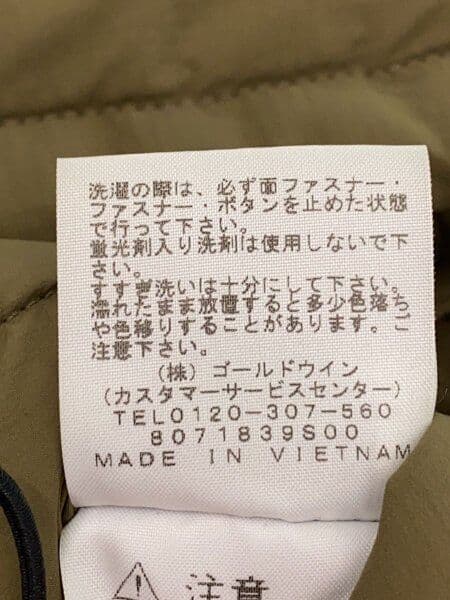 洗濯の際は、必ず面ファスナー・
ファスナー・ボタンを止めた状態
で行って下さい。
蛍光剤入り洗剤は使用しないで下
さい。
すすぎ洗いは十分にして下さい。
濡れたまま放置すると多少色落ち
や色移りすることがあります。ご
注意下さい。
(株)ゴールドウイン
(カスタマーサービスセンター)
TEL0120-307-560
8071839S00
MADE IN VIETNAM
注意